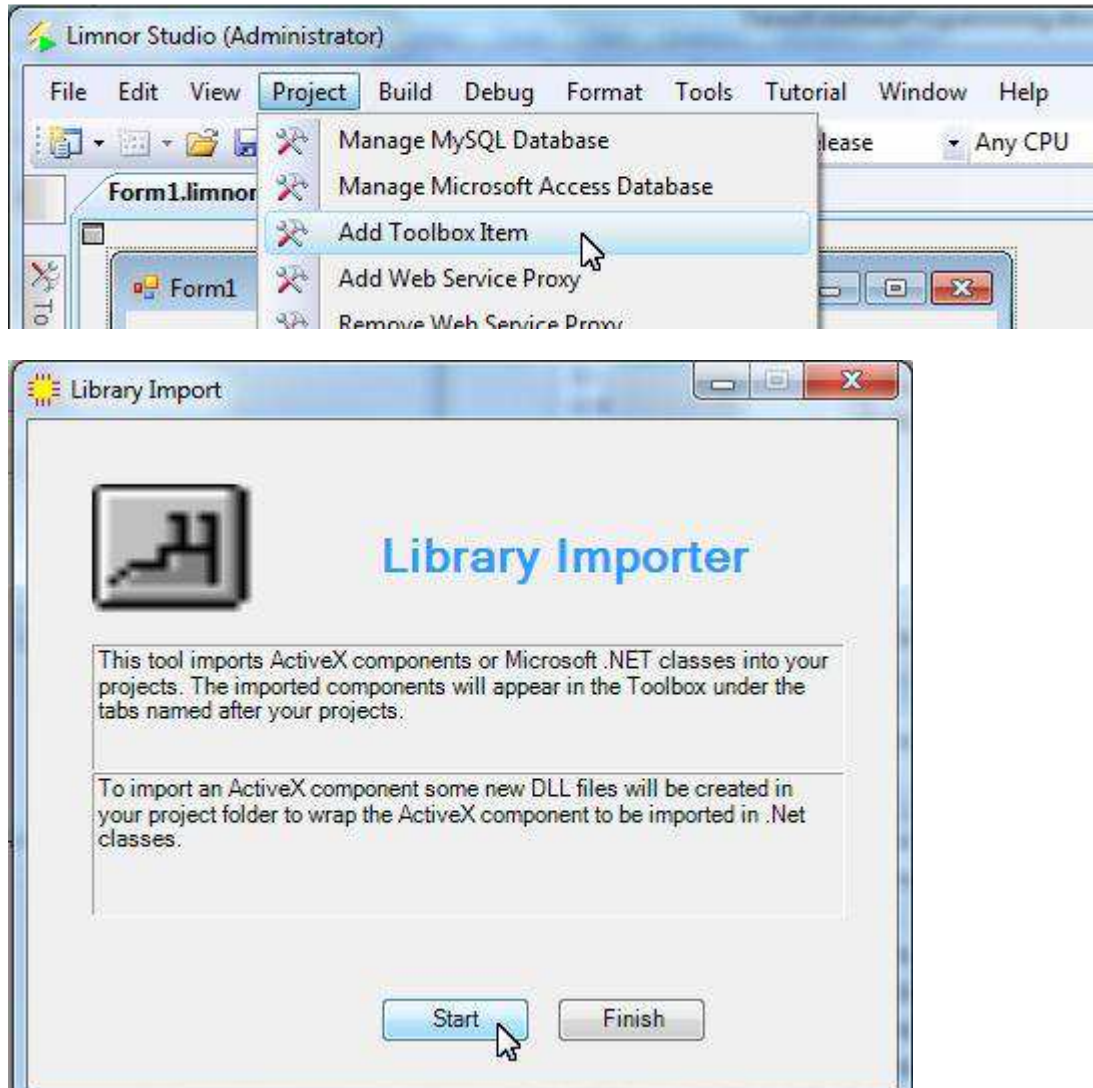 Limnor Studio (Administrator)
File Edit View Project Build Debug Format Tools Tutorial Window Help
Manage MySQL Database
lease
Any CPU
Form1.limnor
Manage Microsoft Access Database
Add Toolbox Item
Form1
Add Web Service Proxy
To
Remove Web Service Proxy
Library Import
Library Importer
This tool imports ActiveX components or Microsoft .NET classes into your
projects. The imported components will appear in the Toolbox under the
tabs named after your projects.
To import an ActiveX component some new DLL files will be created in
your project folder to wrap the ActiveX component to be imported in .Net
classes.
Start
Finish